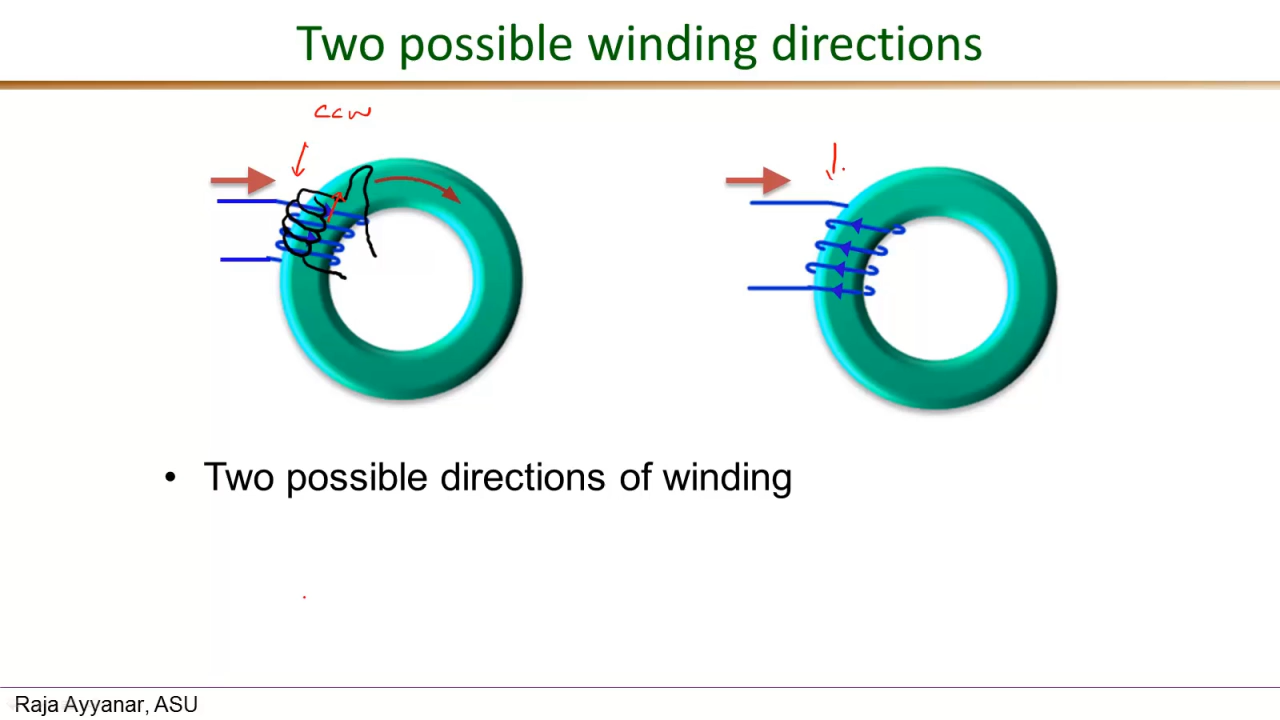 Two possible winding directions
ccw
• Two possible directions of winding
Raja Ayyanar, ASU